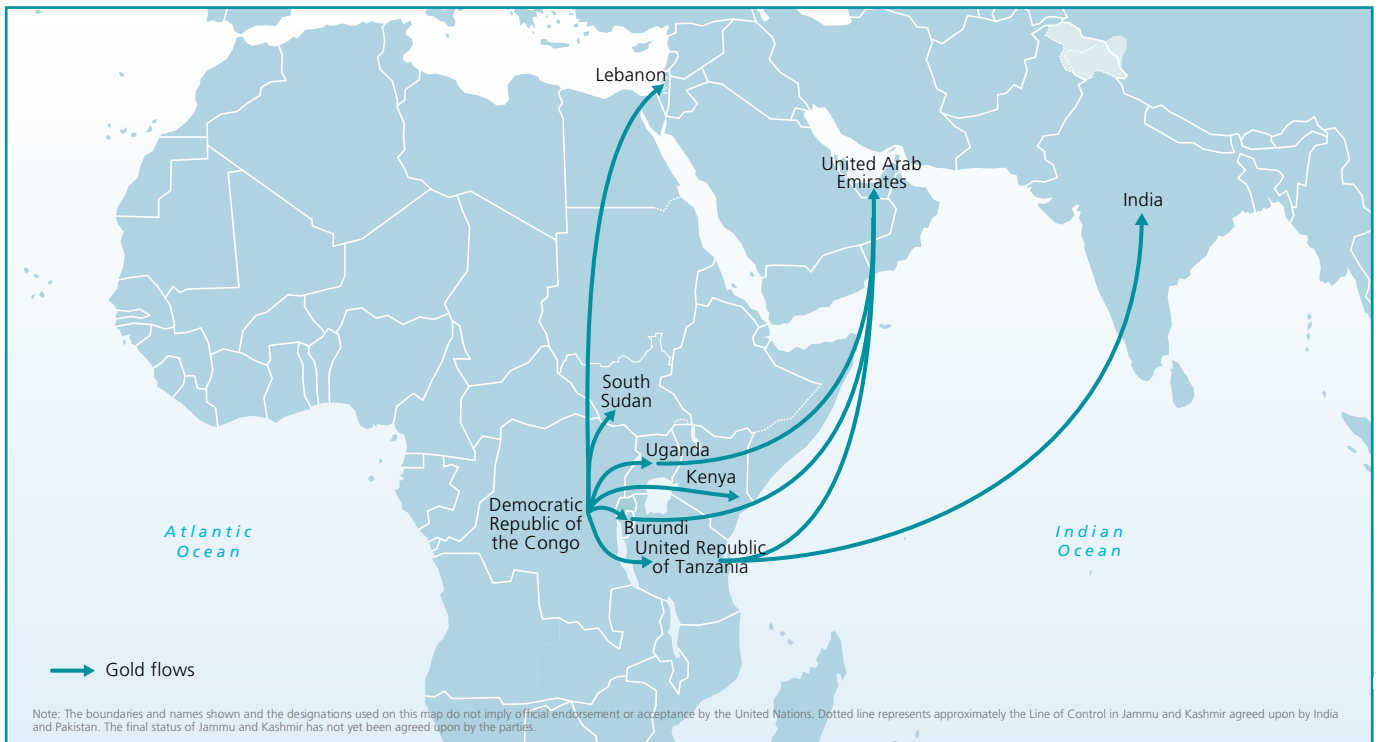 Lebanon
United Arab
Emirates
India
South
Sudan
Uganda
Kenya
Democratic
Republic of
the Congo
Burundi
United Republic
of Tanzania
Atlantic
Ocean
Indian
Ocean
Gold flows
Note: The boundaries and names shown and the designations used on this map do not imply official endorsement or acceptance by the United Nations. Dotted line represents approximately the Line of Control in Jammu and Kashmir agreed upon by India
and Pakistan. The final status of Jammu and Kashmir has not yet been agreed upon by the parties.